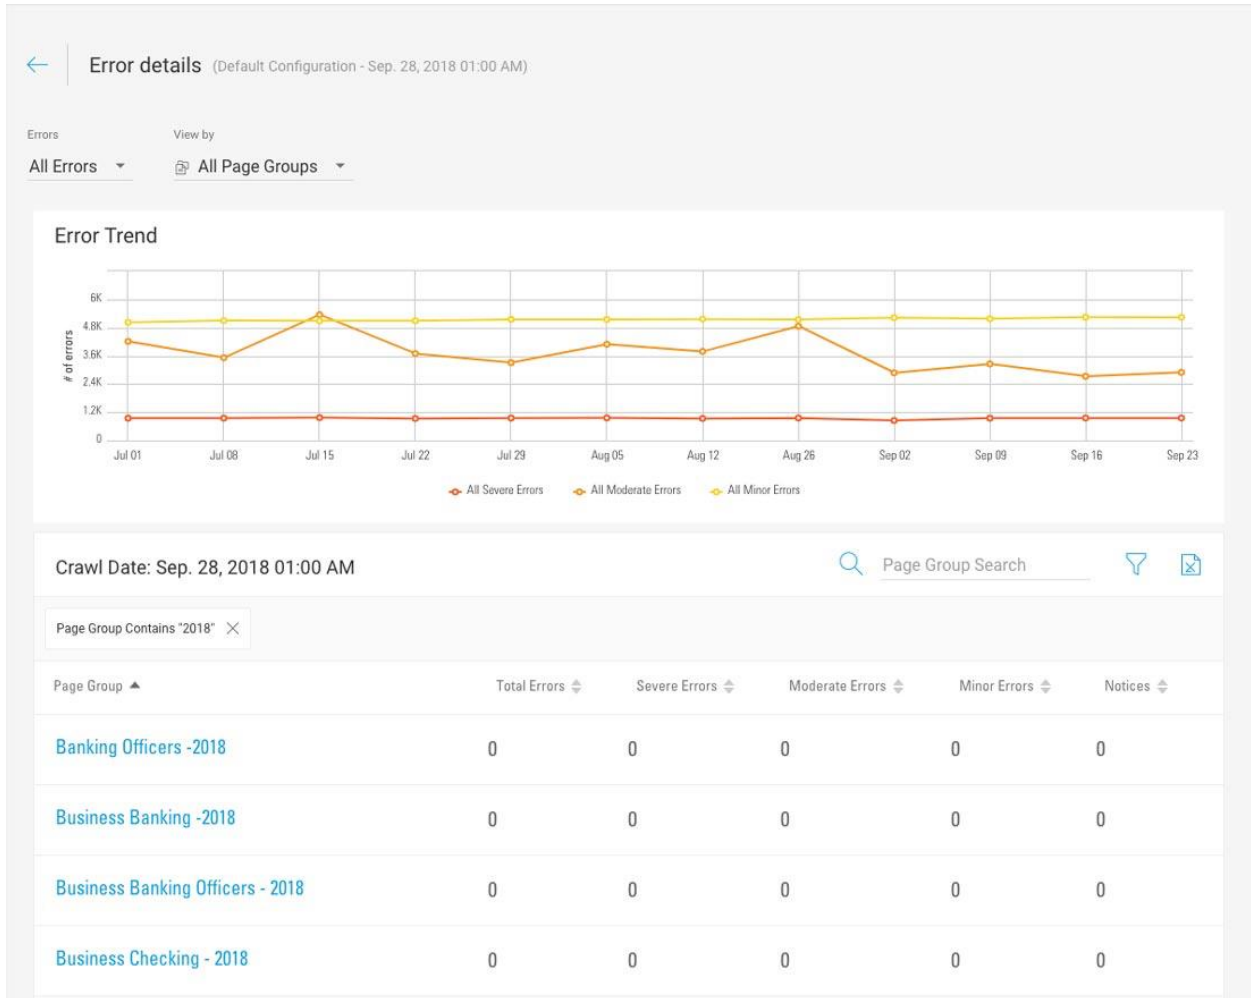 Error details (Default Configuration - Sep. 28, 2018 01:00 AM)
Errors View by
All Errors All Page Groups
Error Trend
6K
4.8K
3.6K
2.4K
1.2K
0
# of errors
Jul 01 Jul 08 Jul 15 Jul 22 Jul 29 Aug 05 Aug 12 Aug 26 Sep 02 Sep 09 Sep 16 Sep 23
All Severe Errors All Moderate Errors All Minor Errors
Crawl Date: Sep. 28, 2018 01:00 AM Page Group Search
Page Group Contains "2018"
Page Group Total Errors Severe Errors Moderate Errors Minor Errors Notices
Banking Officers -2018 0 0 0 0 0
Business Banking -2018 0 0 0 0 0
Business Banking Officers - 2018 0 0 0 0 0
Business Checking - 2018 0 0 0 0 0